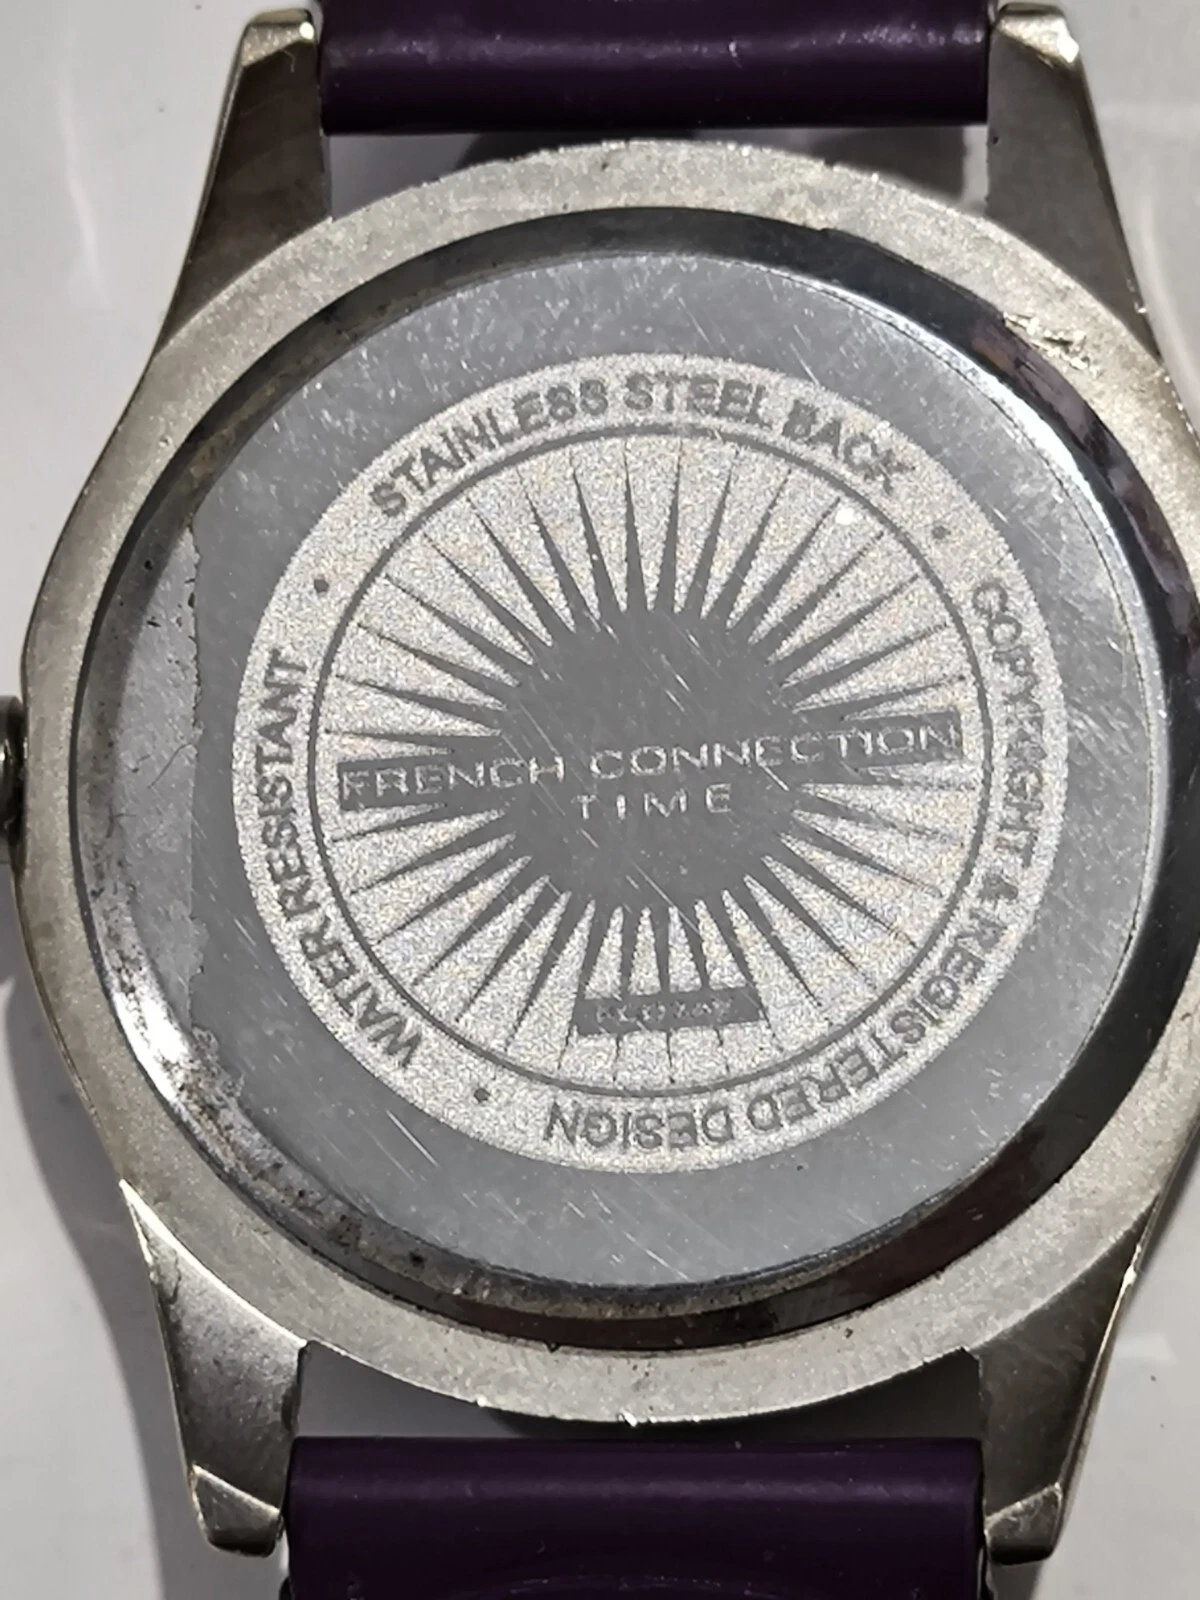 STAINLESS STEEL BACK • COPYRIGHT & REGISTERED DESIGN • WATER RESISTANT •
FRENCH CONNECTION
TIME